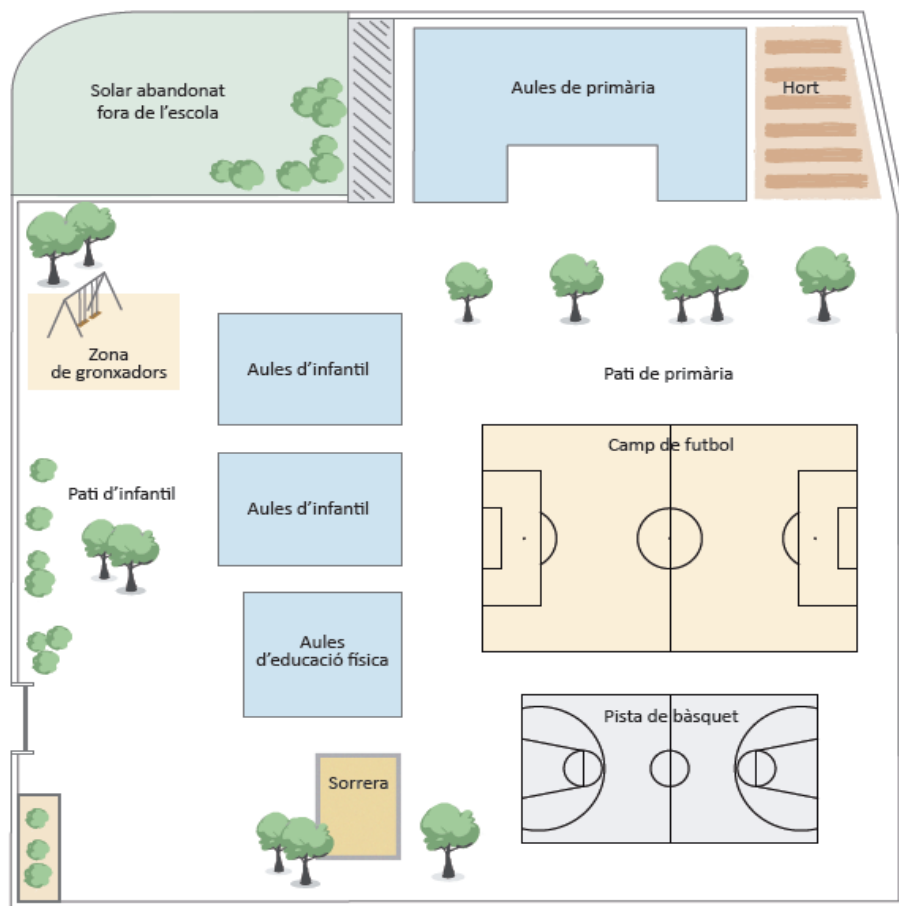 Solar abandonat
fora de l’escola
Aules de primària
Hort
Zona
de gronxadors
Aules d’infantil
Pati de primària
Camp de futbol
Pati d’infantil
Aules d’infantil
Aules
d’educació física
Pista de bàsquet
Sorrera